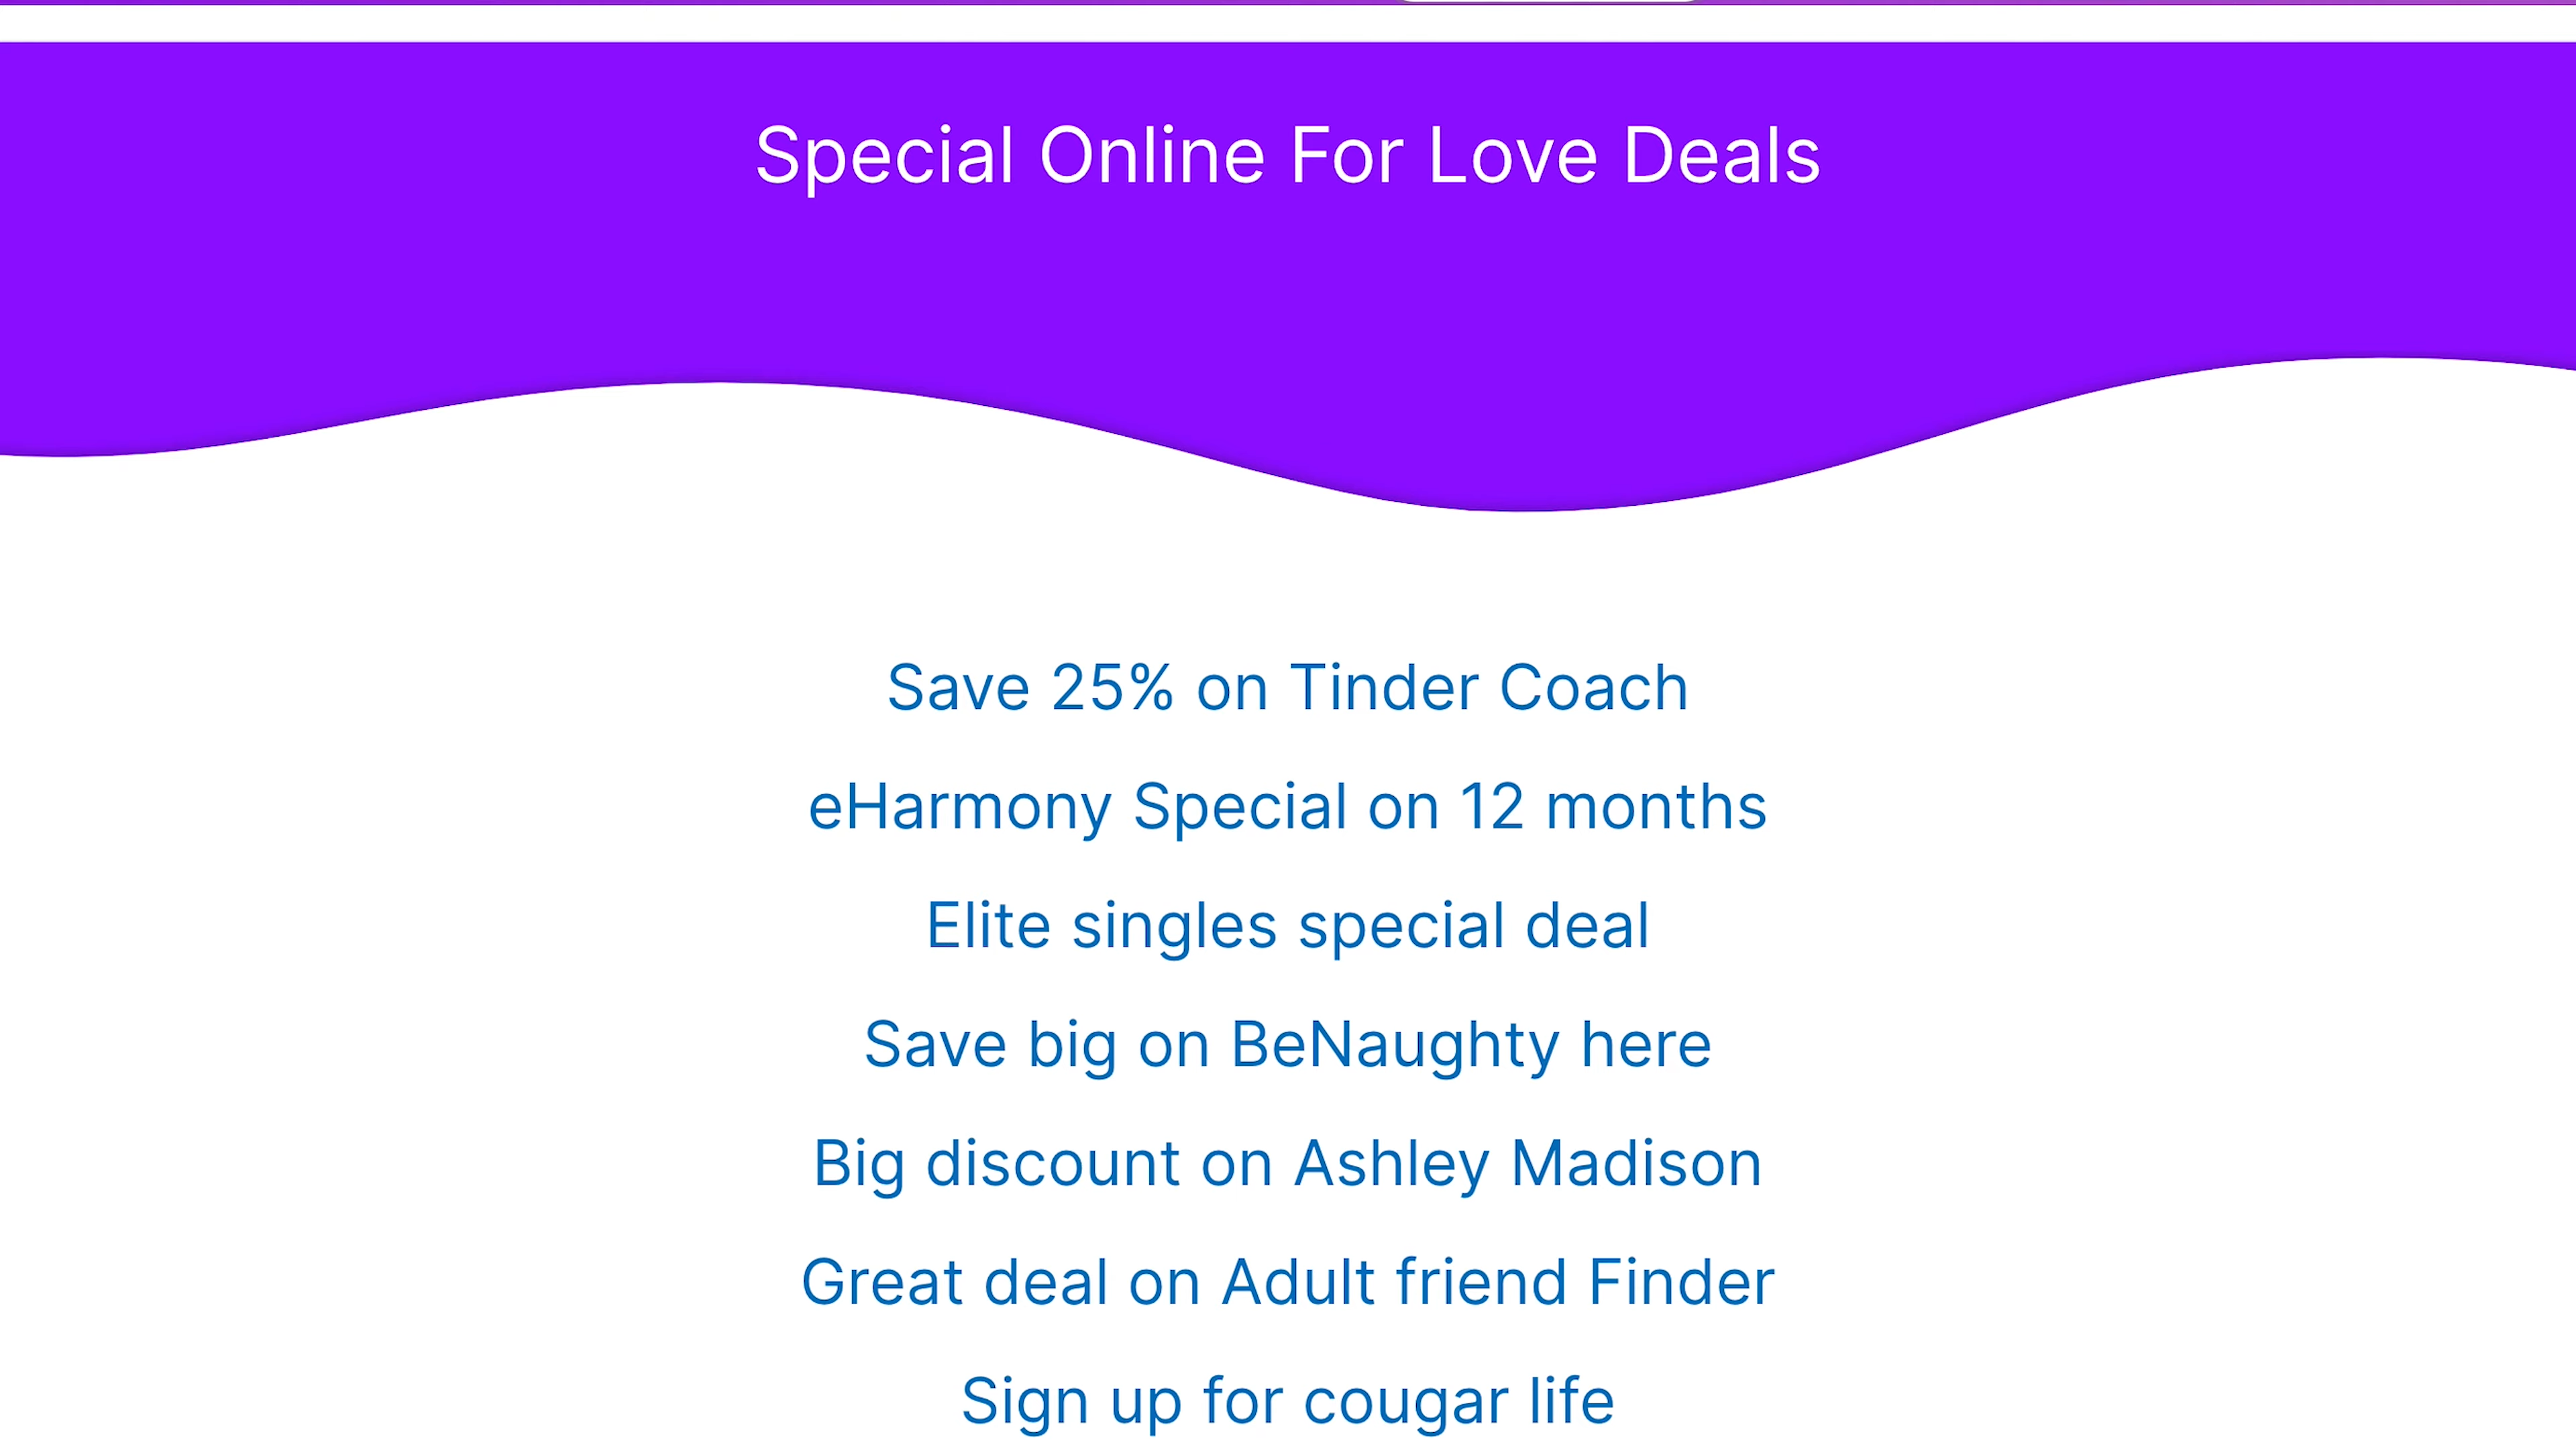 Special Online For Love Deals
Save 25% on Tinder Coach
eHarmony Special on 12 months
Elite singles special deal
Save big on BeNaughty here
Big discount on Ashley Madison
Great deal on Adult friend Finder
Sign up for cougar life